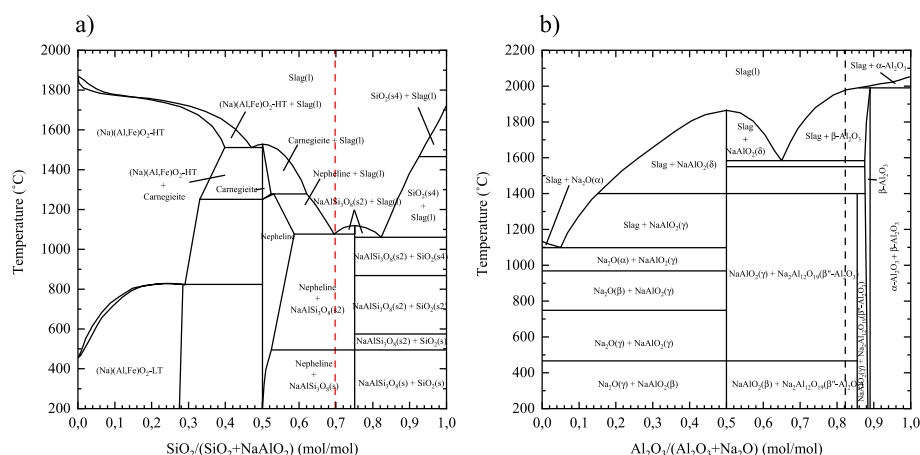 a)
2000
1800
1600
1400
1200
1000
800
600
400
200
Temperature (°C)
Slag(l)
(Na)(Al,Fe)O₂-HT + Slag(l)
SiO₂(s4) + Slag(l)
(Na)(Al,Fe)O₂-HT
Carnegieite + Slag(l)
(Na)(Al,Fe)O₂-HT
+
Carnegieite
Carnegieite
Nepheline + Slag(l)
NaAlSi₃O₈(s2) + Slag(l)
SiO₂(s4)
+
Slag(l)
Nepheline
NaAlSi₃O₈(s2) + SiO₂(s4)
Nepheline
+
NaAlSi₃O₈(s2)
NaAlSi₃O₈(s2) + SiO₂(s2)
NaAlSi₃O₈(s2) + SiO₂(s)
(Na)(Al,Fe)O₂-LT
Nepheline
+
NaAlSi₃O₈(s)
NaAlSi₃O₈(s) + SiO₂(s)
0,0 0,1 0,2 0,3 0,4 0,5 0,6 0,7 0,8 0,9 1,0
SiO₂/(SiO₂+NaAlO₂) (mol/mol)
b)
2200
2000
1800
1600
1400
1200
1000
800
600
400
200
Temperature (°C)
Slag(l)
Slag + α-Al₂O₃
Slag
+
NaAlO₂(δ)
Slag + β-Al₂O₃
Slag + NaAlO₂(δ)
Slag + Na₂O(α)
β-Al₂O₃
Slag + NaAlO₂(γ)
α-Al₂O₃ + β-Al₂O₃
Na₂O(α) + NaAlO₂(γ)
NaAlO₂(γ) + Na₂Al₁₂O₁₉(β"-Al₂O₃)
Na₂O(β) + NaAlO₂(γ)
Na₂O(γ) + NaAlO₂(γ)
NaAlO₂(γ) + Na₂Al₁₂O₁₉(β"-Al₂O₃)
Na₂O(γ) + NaAlO₂(β)
NaAlO₂(β) + Na₂Al₁₂O₁₉(β"-Al₂O₃)
0,0 0,1 0,2 0,3 0,4 0,5 0,6 0,7 0,8 0,9 1,0
Al₂O₃/(Al₂O₃+Na₂O) (mol/mol)